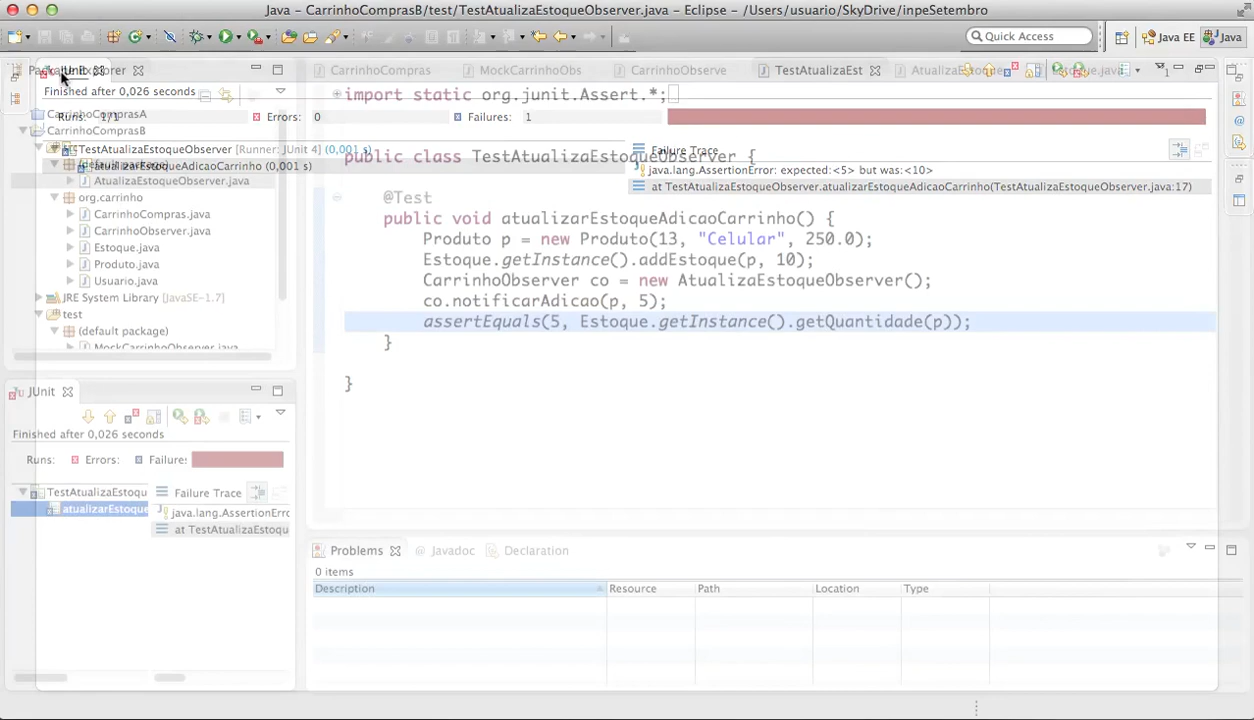 Java – CarrinhoComprasB/test/TestAtualizaEstoqueObserver.java – Eclipse – /Users/usuario/SkyDrive/inpeSetembro
Quick Access
Java EE
Java
JUnit
CarrinhoCompras
MockCarrinhoObs
CarrinhoObserve
TestAtualizaEst
Finished after 0,026 seconds
import static org.junit.Assert.*;
CarrinhoComprasA
Runs: 1/1
Errors: 0
Failures: 1
CarrinhoComprasB
TestAtualizaEstoqueObserver [Runner: JUnit 4] (0,001 s)
atualizarEstoqueAdicaoCarrinho (0,001 s)
public class TestAtualizaEstoqueObserver {
Failure Trace
java.lang.AssertionError: expected:<5> but was:<10>
at TestAtualizaEstoqueObserver.atualizarEstoqueAdicaoCarrinho(TestAtualizaEstoqueObserver.java:17)
AtualizaEstoqueObserver.java
org.carrinho
CarrinhoCompras.java
CarrinhoObserver.java
Estoque.java
Produto.java
Usuario.java
JRE System Library [JavaSE-1.7]
test
(default package)
MockCarrinhoObserver.java
@Test
public void atualizarEstoqueAdicaoCarrinho() {
Produto p = new Produto(13, "Celular", 250.0);
Estoque.getInstance().addEstoque(p, 10);
CarrinhoObserver co = new AtualizaEstoqueObserver();
co.notificarAdicao(p, 5);
assertEquals(5, Estoque.getInstance().getQuantidade(p));
}
}
JUnit
Finished after 0,026 seconds
Runs:
Errors:
Failure:
TestAtualizaEstoqu
atualizarEstoque
Failure Trace
java.lang.AssertionErrc
at TestAtualizaEstoqu
Problems
@ Javadoc
Declaration
0 items
Description
Resource
Path
Location
Type